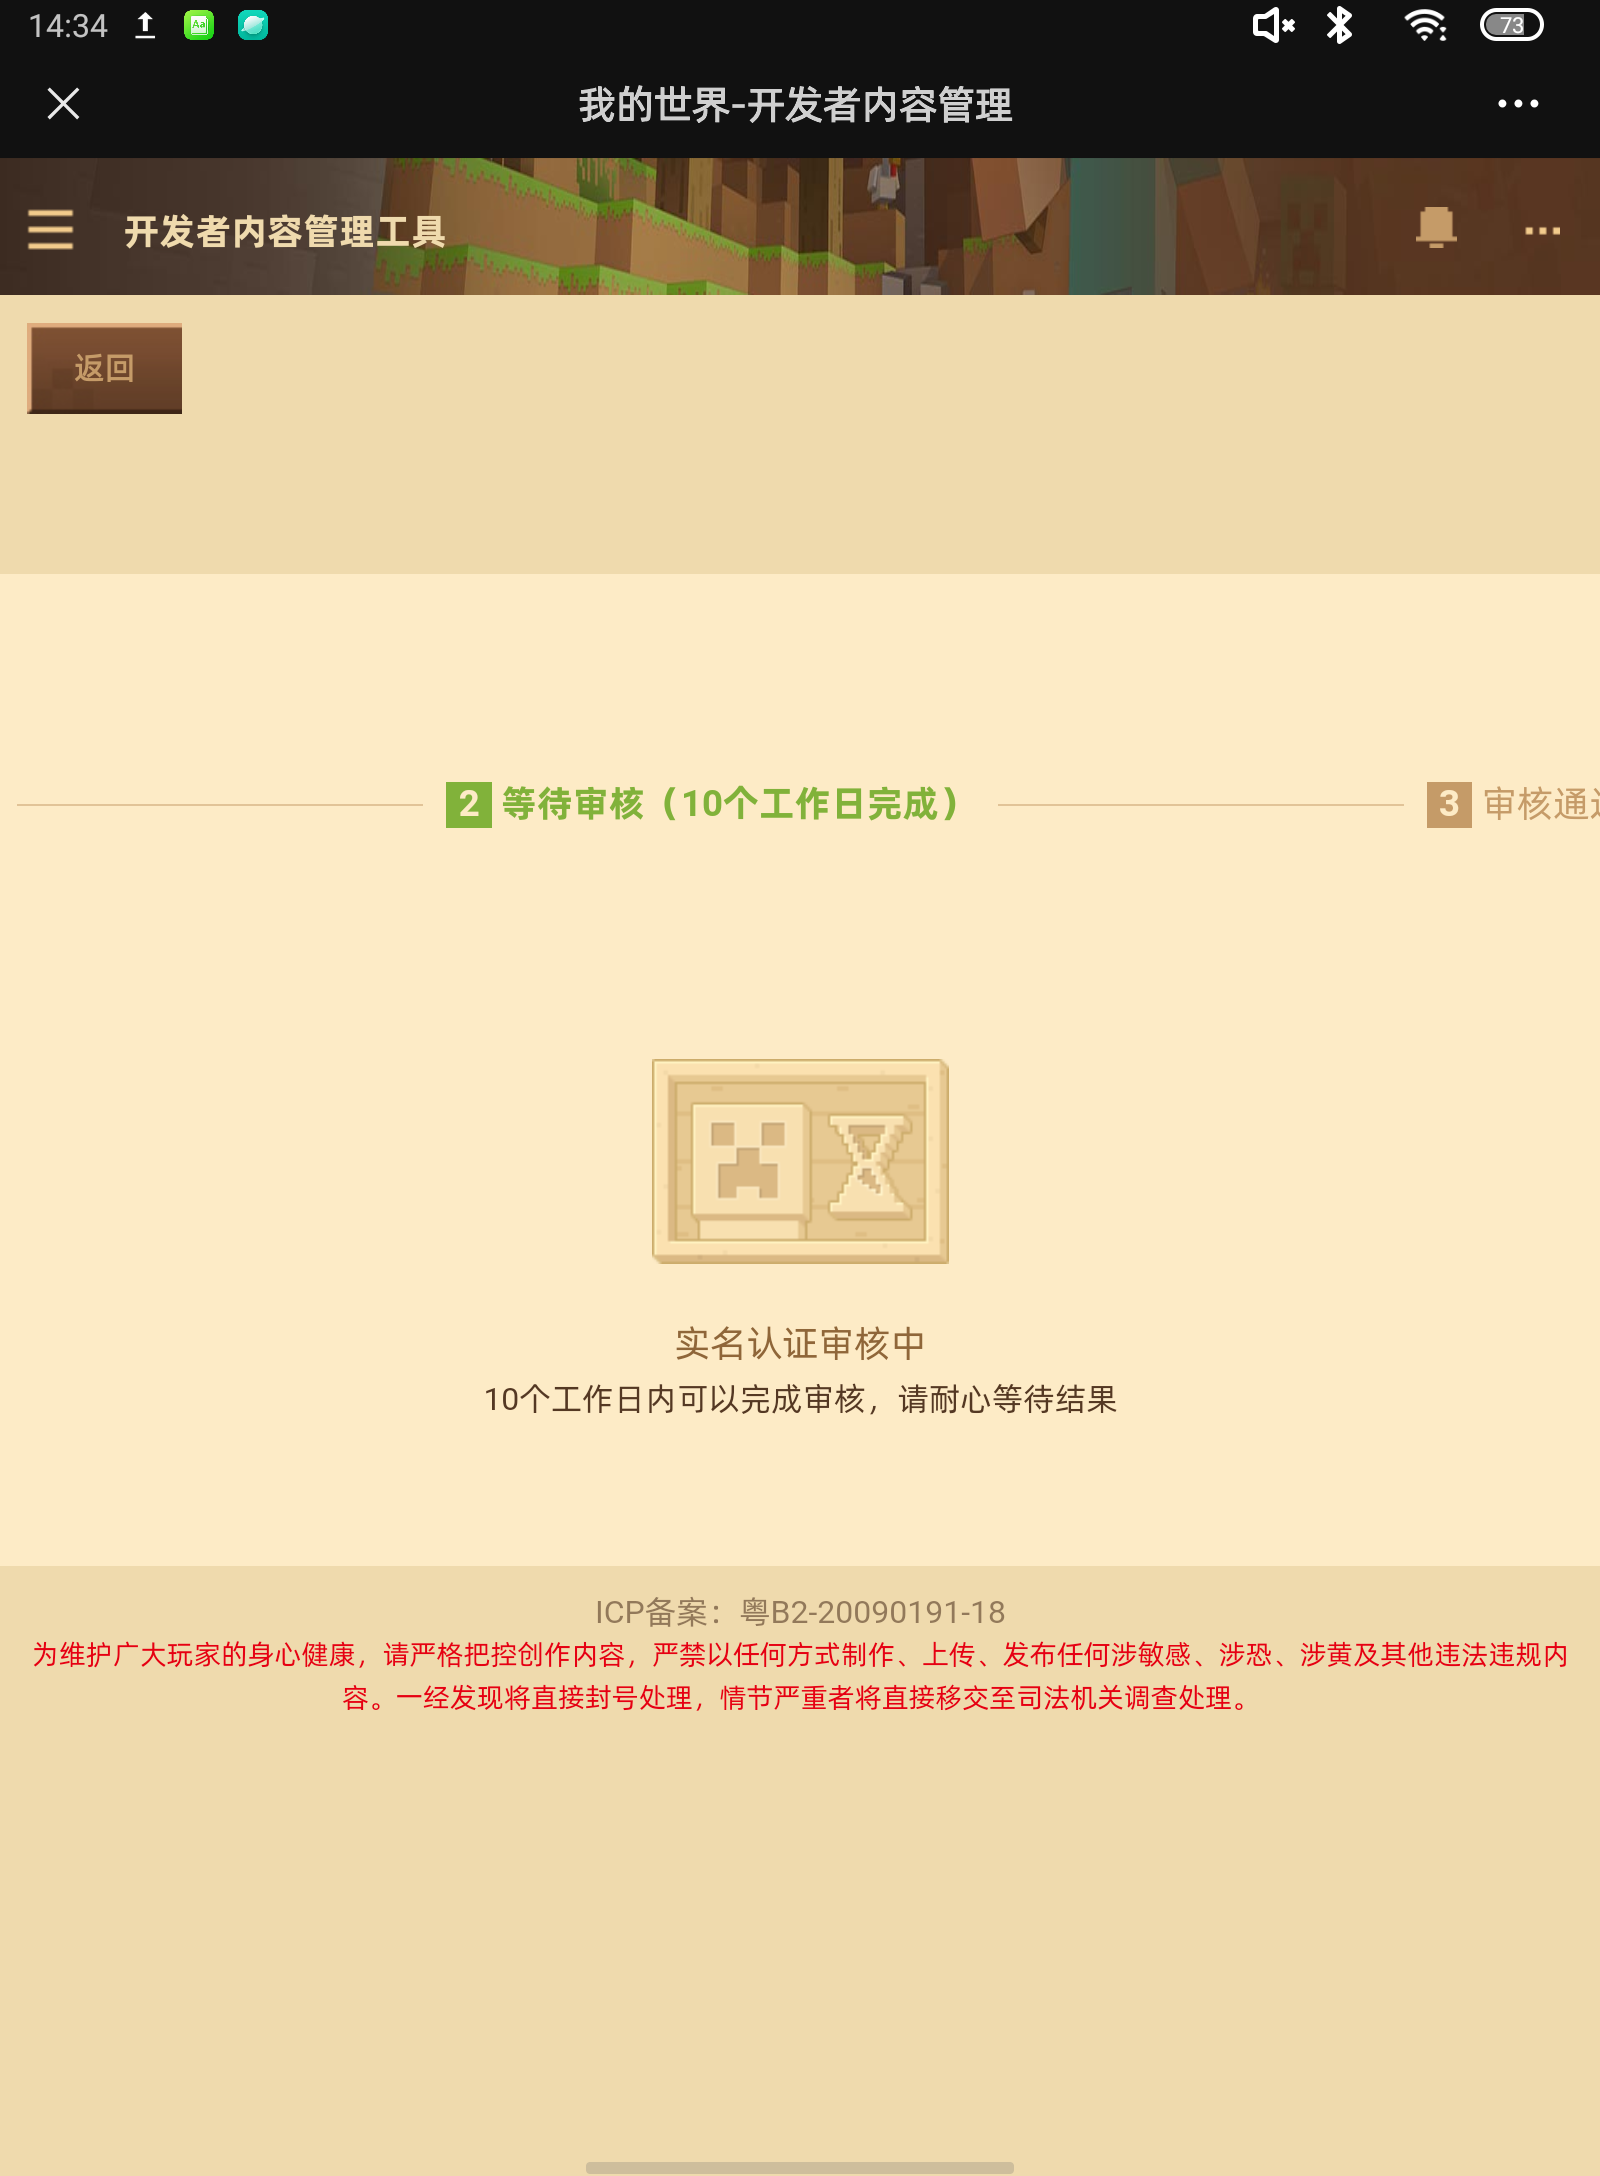 14:34
73
我的世界-开发者内容管理
开发者内容管理工具
返回
2 等待审核（10个工作日完成）
3 审核通
实名认证审核中
10个工作日内可以完成审核，请耐心等待结果
ICP备案：粤B2-20090191-18
为维护广大玩家的身心健康，请严格把控创作内容，严禁以任何方式制作、上传、发布任何涉敏感、涉恐、涉黄及其他违法违规内
容。一经发现将直接封号处理，情节严重者将直接移交至司法机关调查处理。